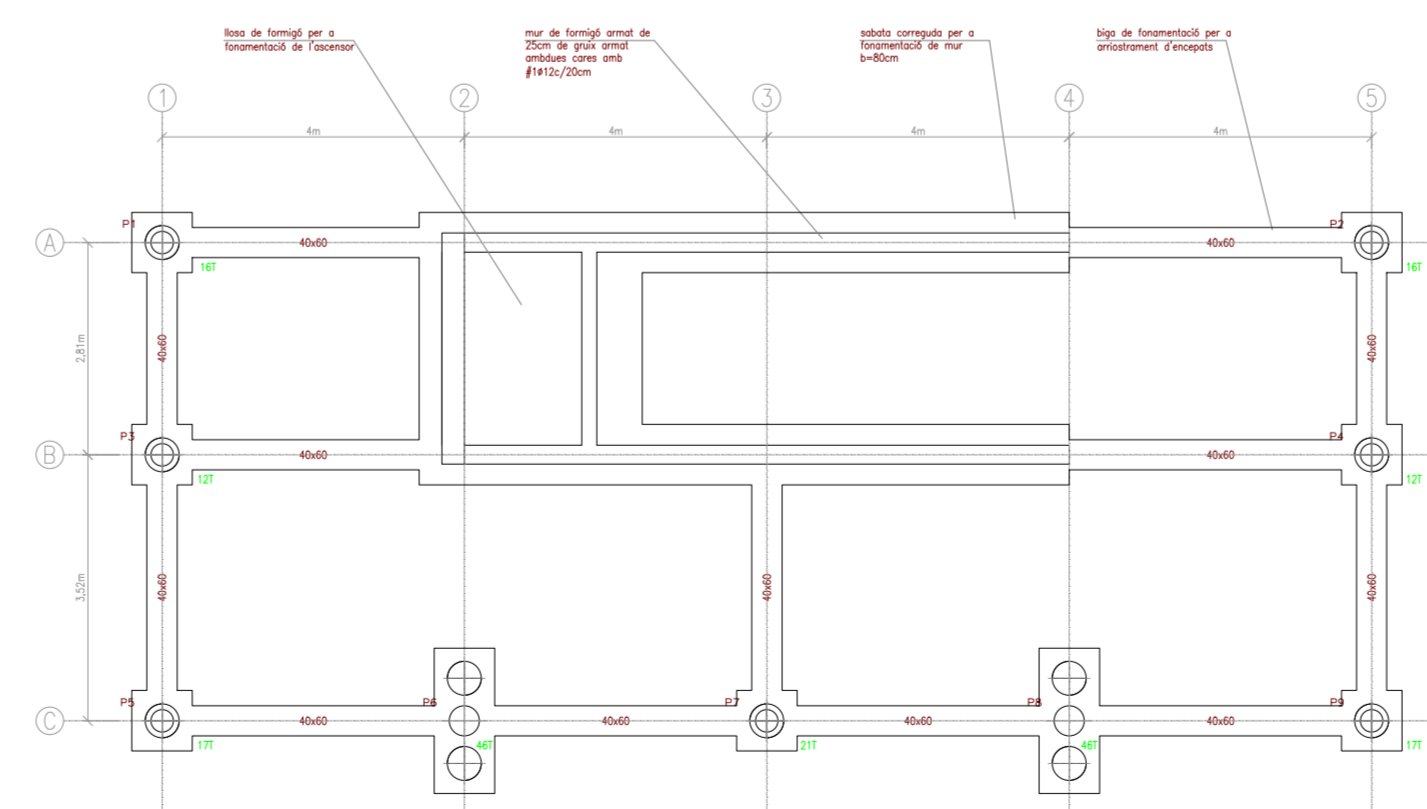 llosa de formigó per a
fonamentació de l'ascensor
mur de formigó armat de
25cm de gruix armat
ambdues cares amb
#1ø12c/20cm
sabata correguda per a
fonamentació de mur
b=80cm
biga de fonamentació per a
arriostrament d'encepats
1
2
3
4
5
4m
4m
4m
4m
P1
P2
A
40x60
40x60
16T
16T
2,81m
40x60
40x60
P3
P4
B
40x60
40x60
12T
12T
3,52m
40x60
40x60
40x60
P5
P6
P7
P8
P9
C
40x60
40x60
40x60
40x60
17T
46T
21T
46T
17T